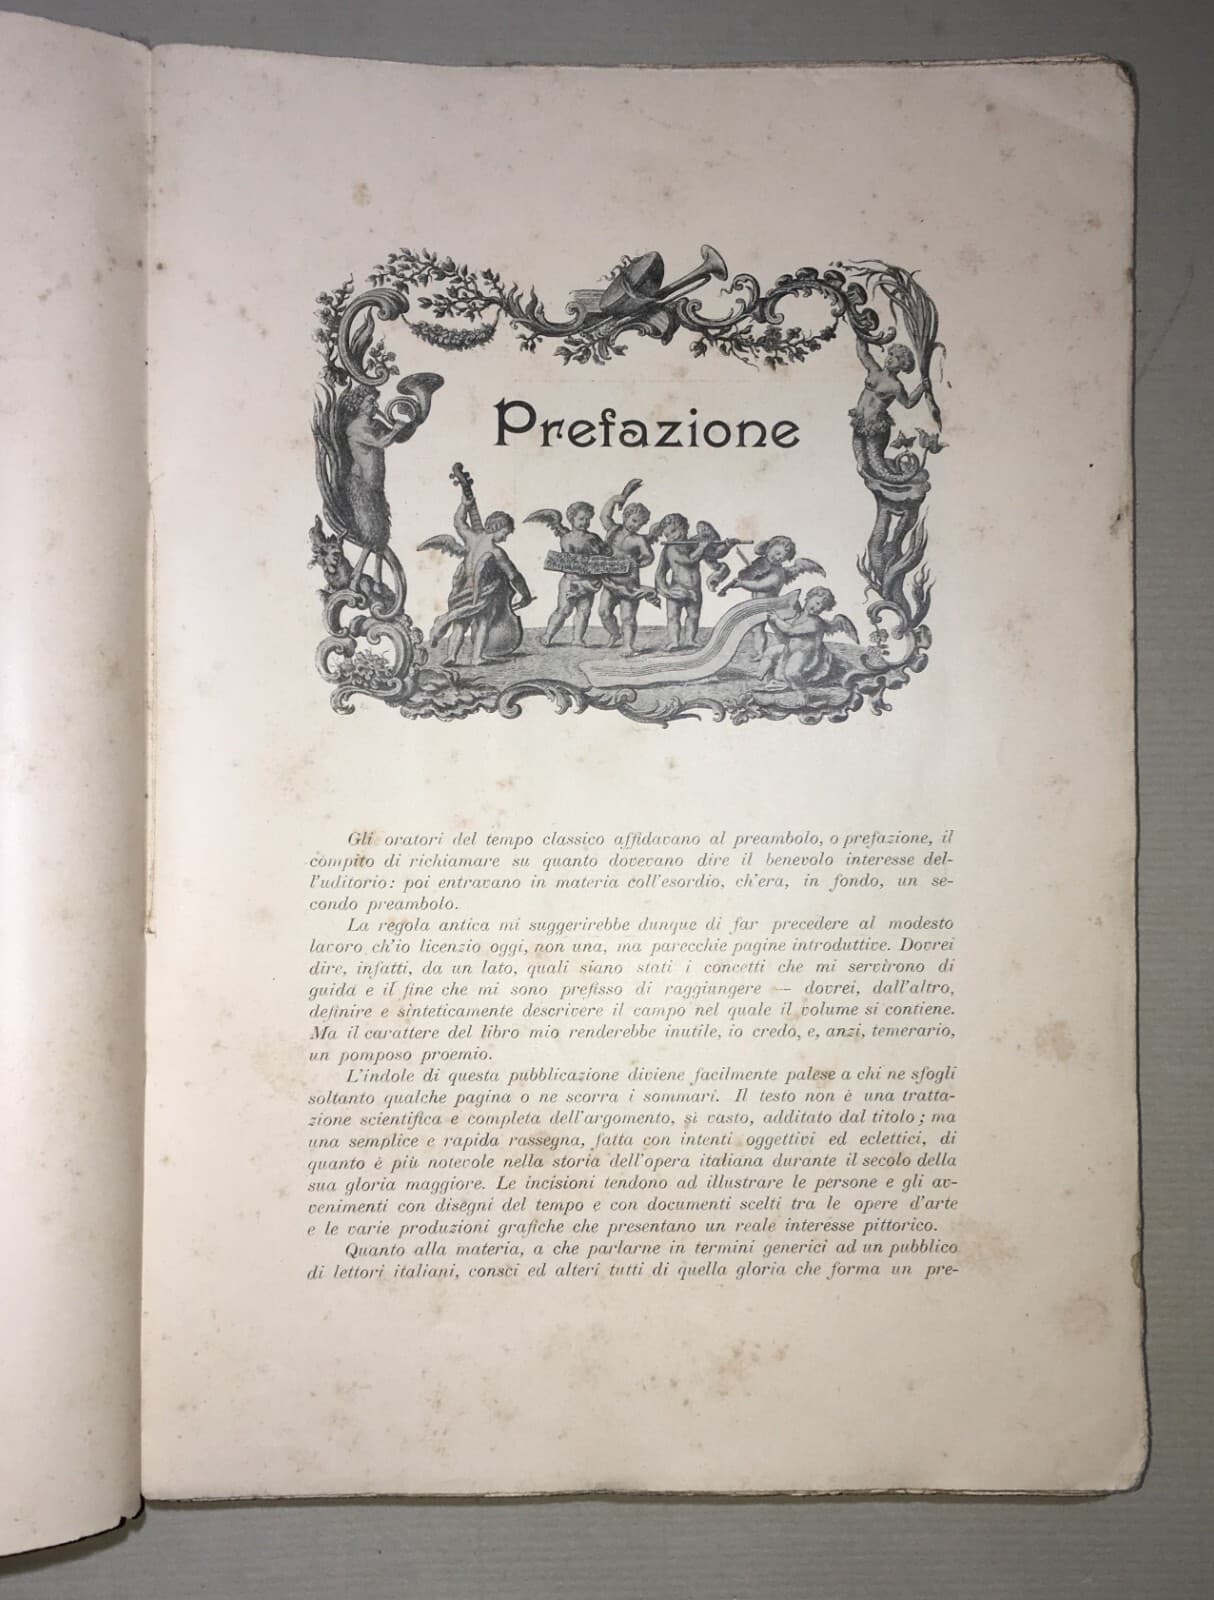 Prefazione
Gli oratori del tempo classico affidavano al preambolo, o prefazione, il
compito di richiamare su quanto dovevano dire il benevolo interesse del-
l'uditorio: poi entravano in materia coll'esordio, ch'era, in fondo, un se-
condo preambolo.
La regola antica mi suggerirebbe dunque di far precedere al modesto
lavoro ch'io licenzio oggi, non una, ma parecchie pagine introduttive. Dovrei
dire, infatti, da un lato, quali siano stati i concetti che mi servirono di
guida e il fine che mi sono prefisso di raggiungere — dovrei, dall'altro,
definire e sinteticamente descrivere il campo nel quale il volume si contiene.
Ma il carattere del libro mio renderebbe inutile, io credo, e, anzi, temerario,
un pomposo proemio.
L'indole di questa pubblicazione diviene facilmente palese a chi ne sfogli
soltanto qualche pagina o ne scorra i sommari. Il testo non è una tratta-
zione scientifica e completa dell'argomento, sì vasto, additato dal titolo; ma
una semplice e rapida rassegna, fatta con intenti oggettivi ed eclettici, di
quanto è più notevole nella storia dell'opera italiana durante il secolo della
sua gloria maggiore. Le incisioni tendono ad illustrare le persone e gli av-
venimenti con disegni del tempo e con documenti scelti tra le opere d'arte
e le varie produzioni grafiche che presentano un reale interesse pittorico.
Quanto alla materia, a che parlarne in termini generici ad un pubblico
di lettori italiani, consci ed alteri tutti di quella gloria che forma un pre-